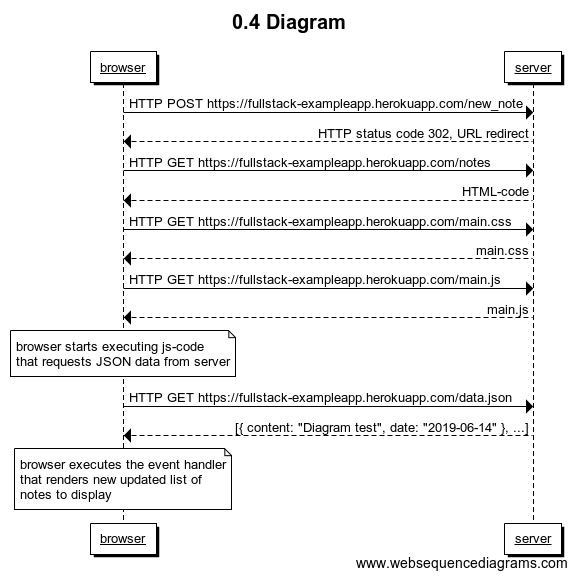 0.4 Diagram
browser
server
HTTP POST https://fullstack-exampleapp.herokuapp.com/new_note
HTTP status code 302, URL redirect
HTTP GET https://fullstack-exampleapp.herokuapp.com/notes
HTML-code
HTTP GET https://fullstack-exampleapp.herokuapp.com/main.css
main.css
HTTP GET https://fullstack-exampleapp.herokuapp.com/main.js
main.js
browser starts executing js-code
that requests JSON data from server
HTTP GET https://fullstack-exampleapp.herokuapp.com/data.json
[{ content: "Diagram test", date: "2019-06-14" }, ...]
browser executes the event handler
that renders new updated list of
notes to display
browser
server
www.websequencediagrams.com